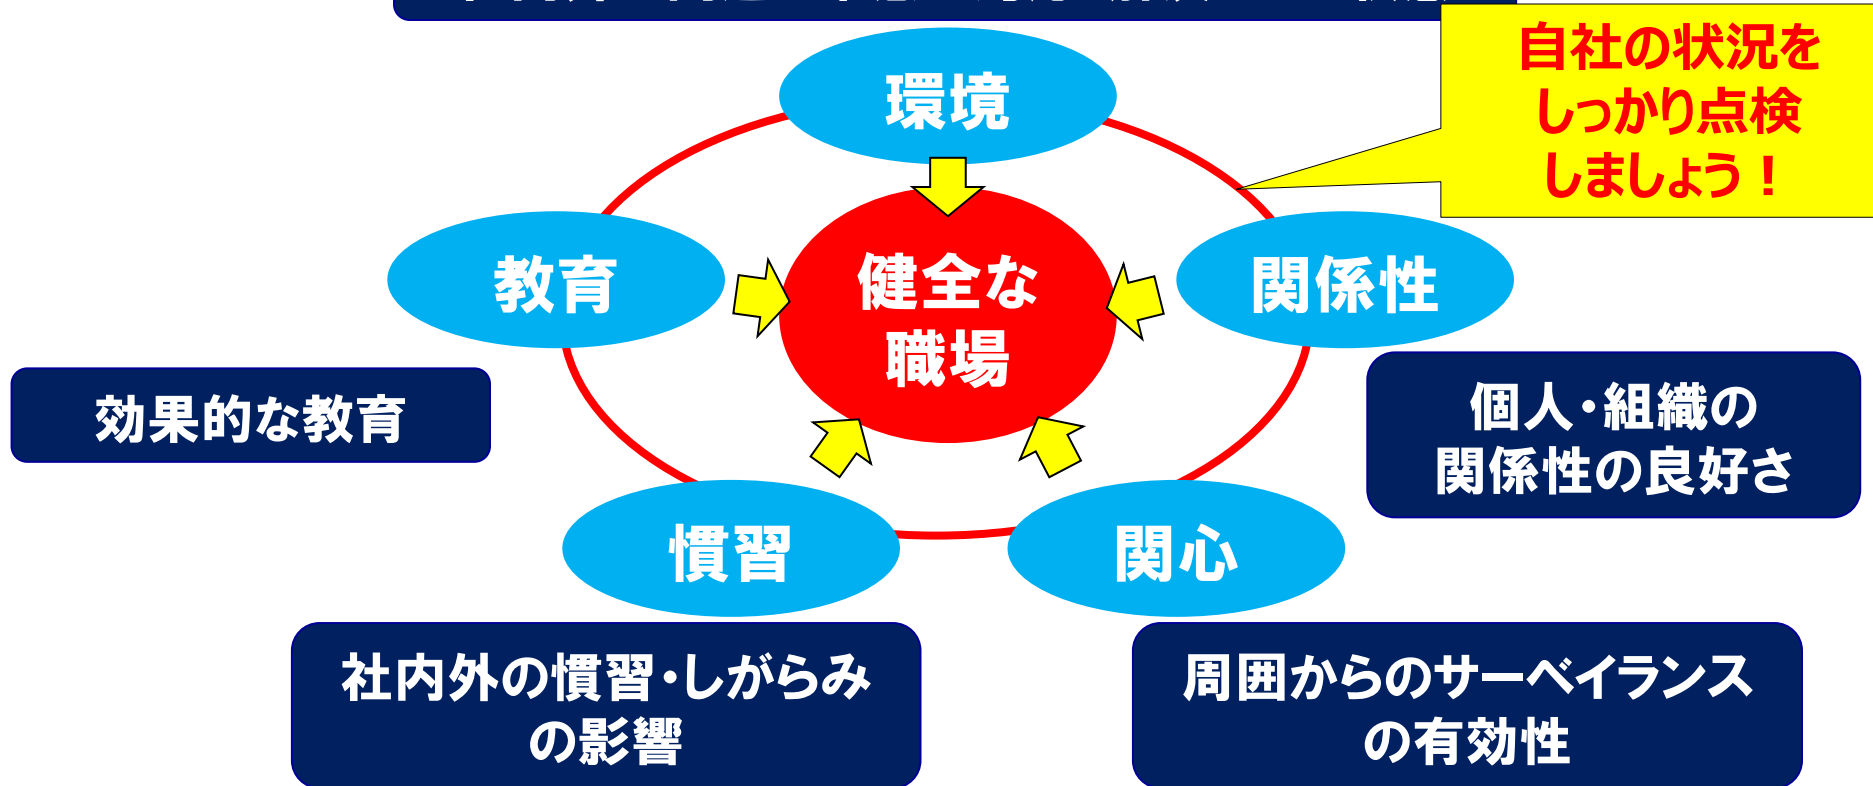 自社の状況を
しっかり点検
しましょう！
環境
教育
健全な
職場
関係性
効果的な教育
個人・組織の
関係性の良好さ
慣習
関心
社内外の慣習・しがらみ
の影響
周囲からのサーベイランス
の有効性